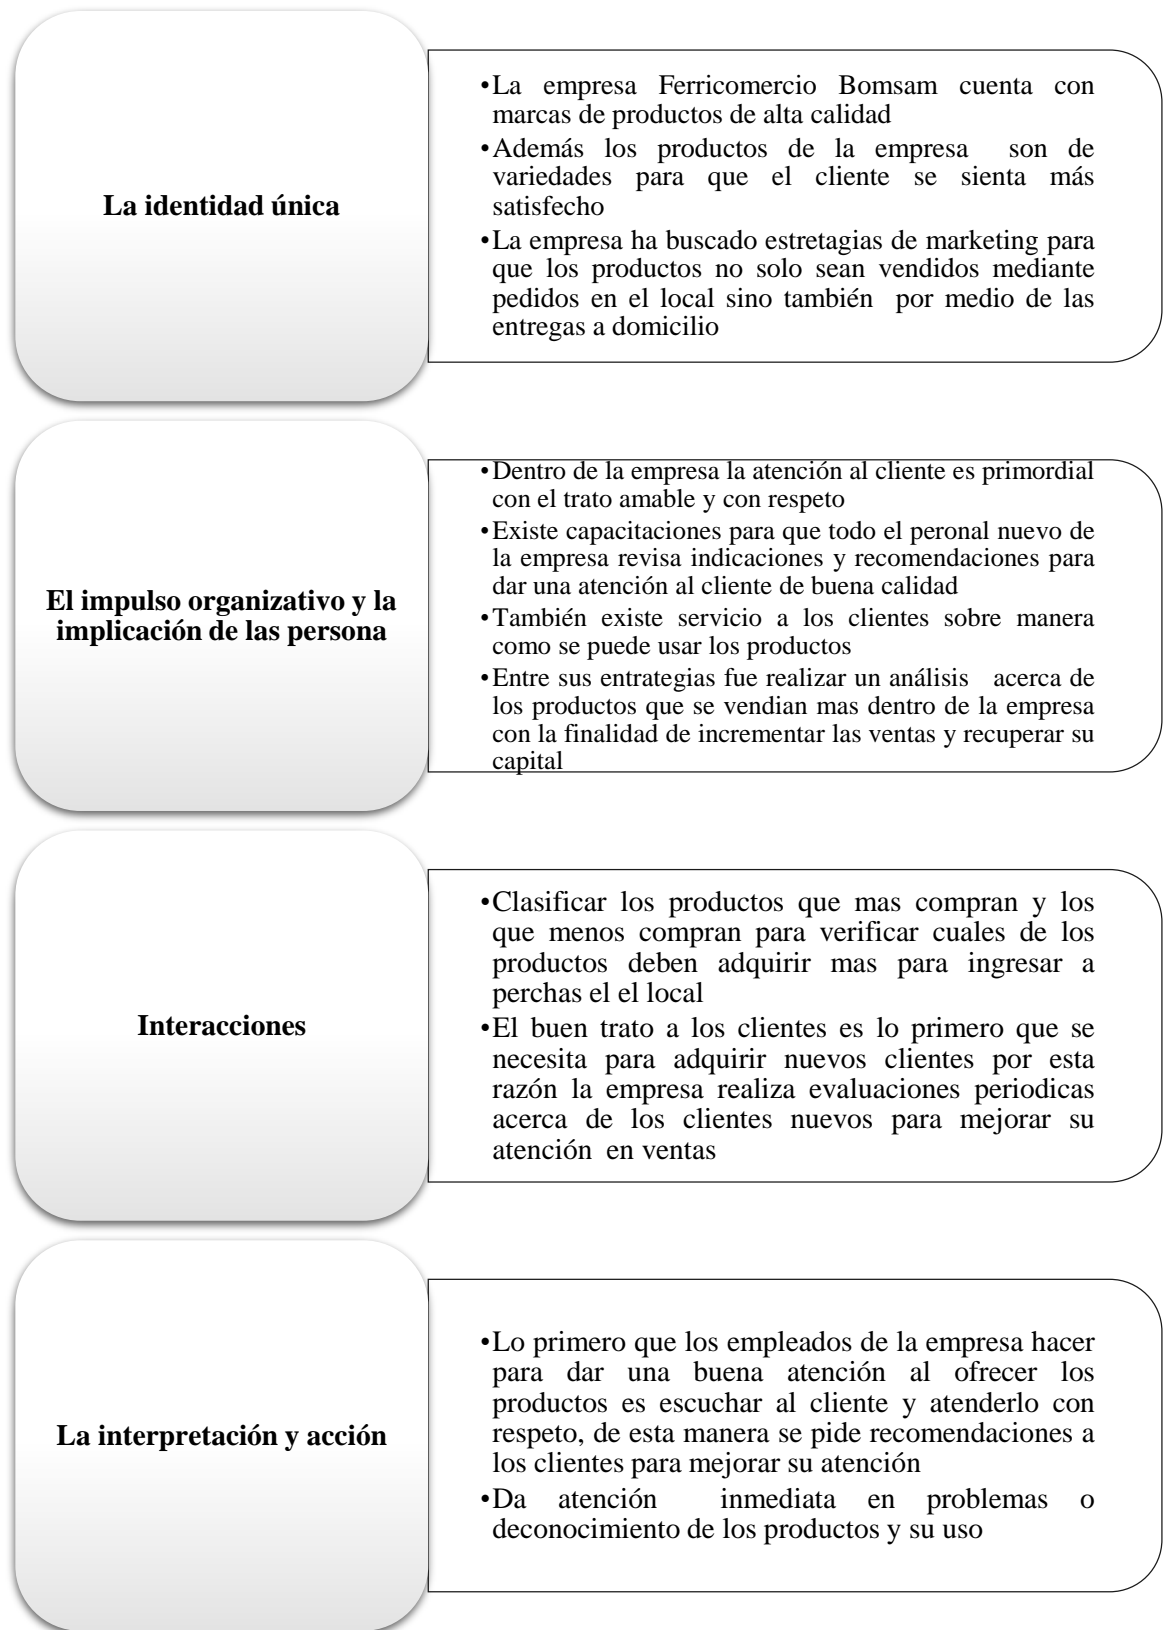 La identidad única
•La empresa Ferricomercio Bomsam cuenta con
marcas de productos de alta calidad
•Además los productos de la empresa son de
variedades para que el cliente se sienta más
satisfecho
•La empresa ha buscado estretagias de marketing para
que los productos no solo sean vendidos mediante
pedidos en el local sino también por medio de las
entregas a domicilio
El impulso organizativo y la
implicación de las persona
•Dentro de la empresa la atención al cliente es primordial
con el trato amable y con respeto
•Existe capacitaciones para que todo el peronal nuevo de
la empresa revisa indicaciones y recomendaciones para
dar una atención al cliente de buena calidad
•También existe servicio a los clientes sobre manera
como se puede usar los productos
•Entre sus entrategias fue realizar un análisis acerca de
los productos que se vendian mas dentro de la empresa
con la finalidad de incrementar las ventas y recuperar su
capital
Interacciones
•Clasificar los productos que mas compran y los
que menos compran para verificar cuales de los
productos deben adquirir mas para ingresar a
perchas el el local
•El buen trato a los clientes es lo primero que se
necesita para adquirir nuevos clientes por esta
razón la empresa realiza evaluaciones periodicas
acerca de los clientes nuevos para mejorar su
atención en ventas
La interpretación y acción
•Lo primero que los empleados de la empresa hacer
para dar una buena atención al ofrecer los
productos es escuchar al cliente y atenderlo con
respeto, de esta manera se pide recomendaciones a
los clientes para mejorar su atención
•Da atención inmediata en problemas o
deconocimiento de los productos y su uso